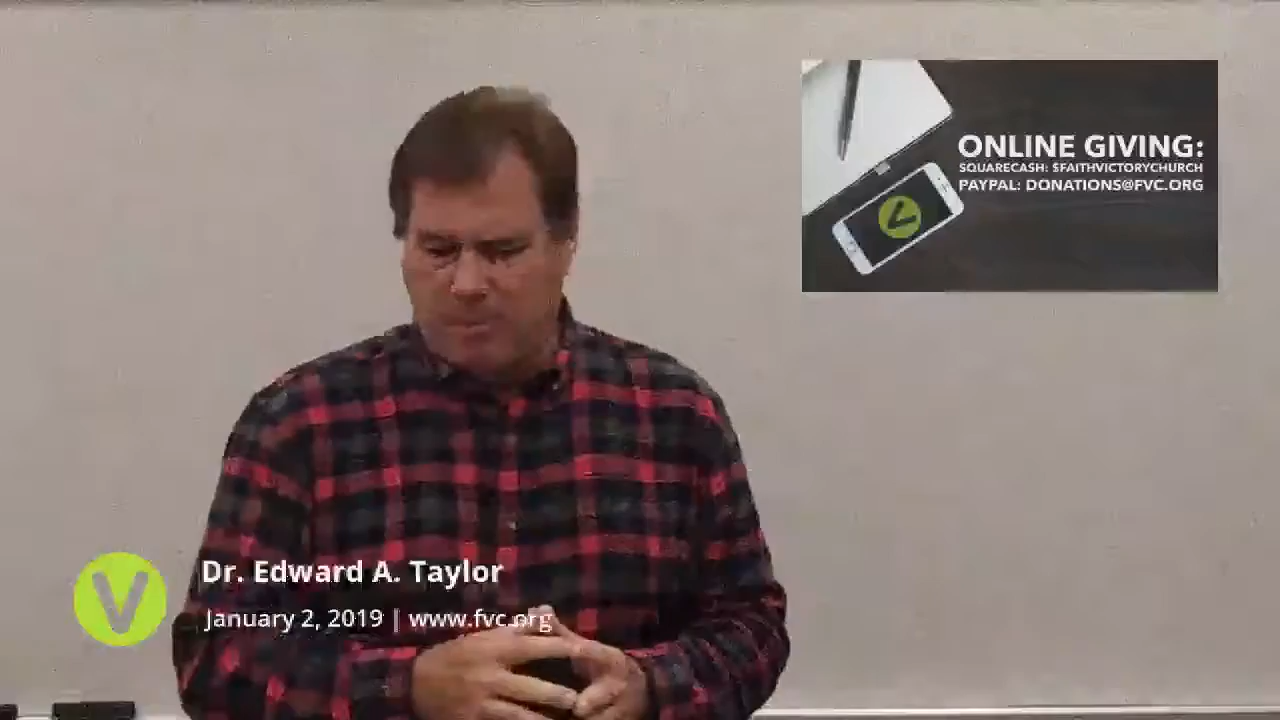 ONLINE GIVING:
SQUARECASH: $FAITHVICTORYCHURCH
PAYPAL: DONATIONS@FVC.ORG
V
Dr. Edward A. Taylor
V
January 2, 2019 | www.fvc.org